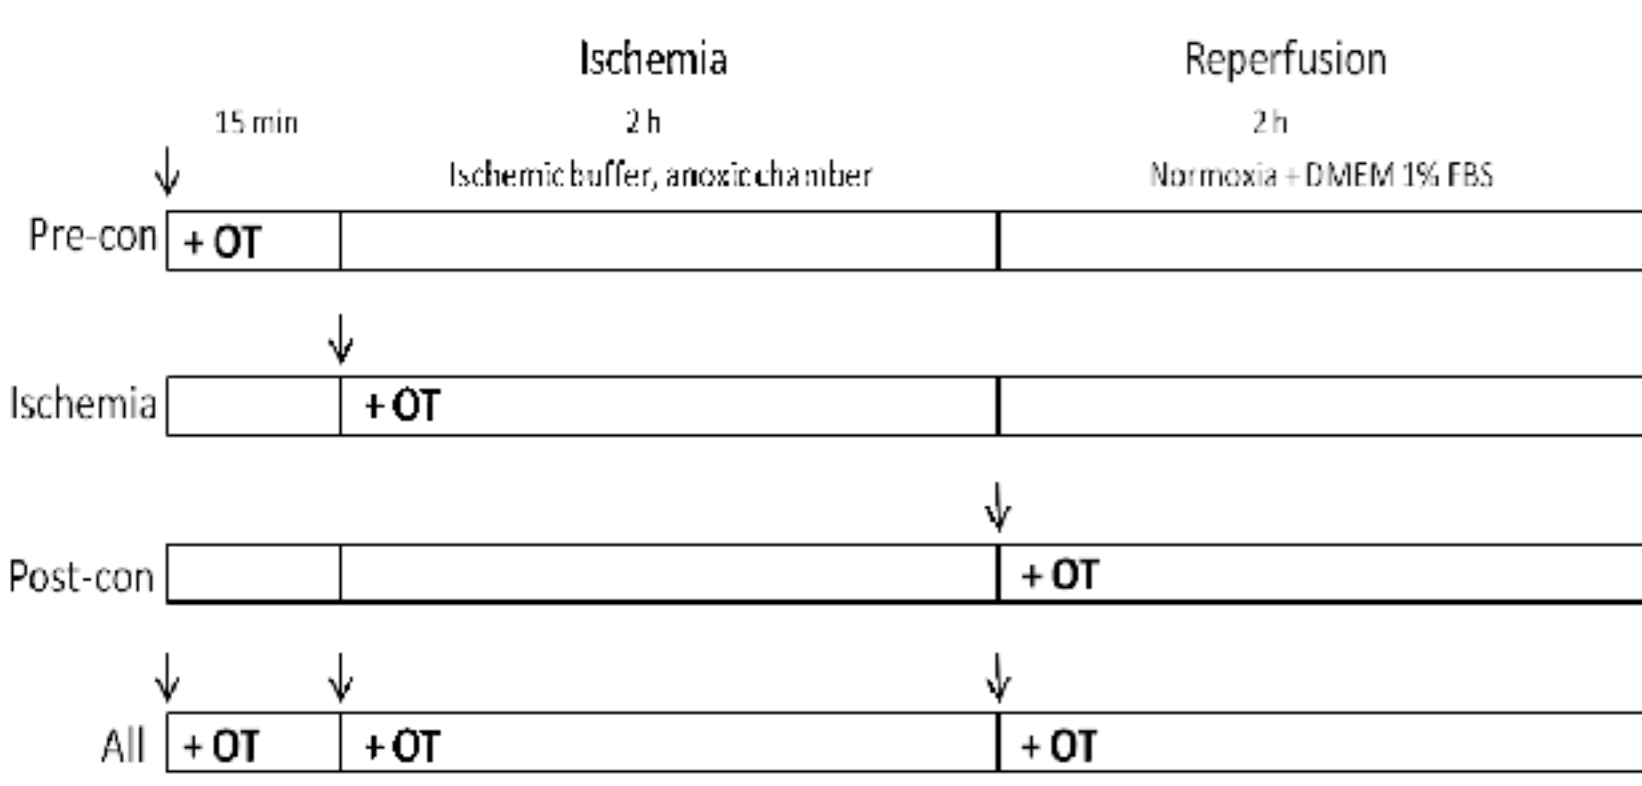 Ischemia Reperfusion
15 min 2 h 2 h
Ischemic buffer, anoxic chamber Normoxia + DMEM 1% FBS
Pre-con + OT
Ischemia + OT
Post-con + OT
All + OT + OT + OT